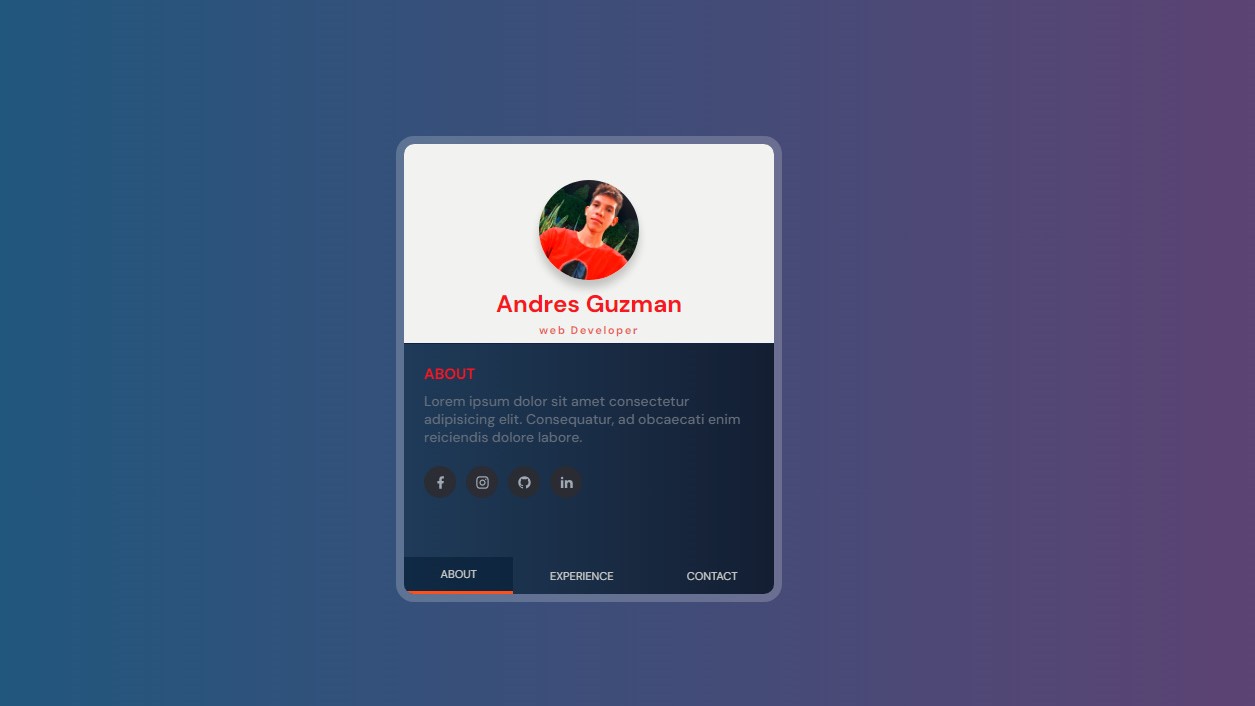 Andres Guzman
web Developer
ABOUT
Lorem ipsum dolor sit amet consectetur
adipisicing elit. Consequatur, ad obcaecati enim
reiciendis dolore labore.
ABOUT EXPERIENCE CONTACT